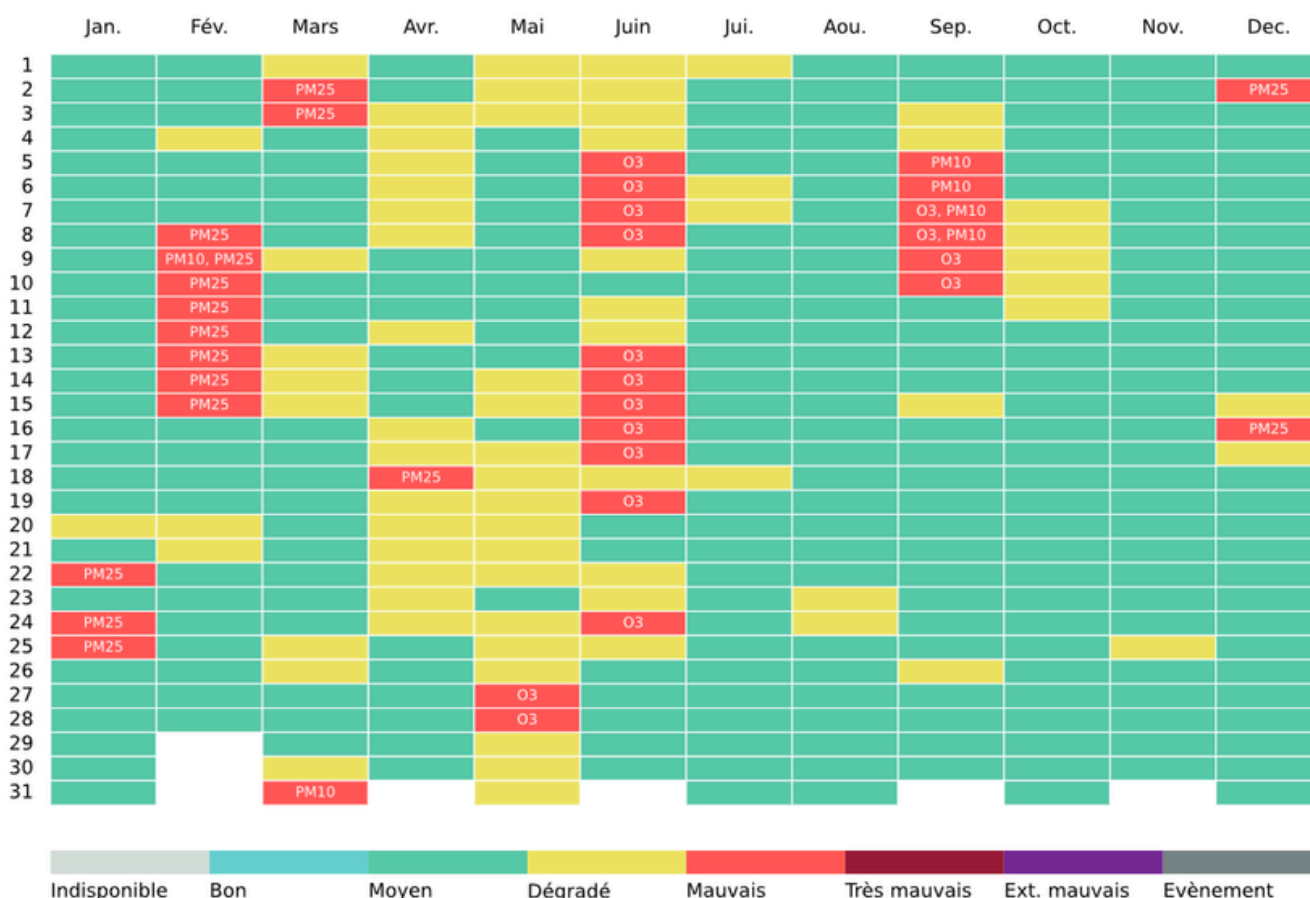 Jan. Fév. Mars Avr. Mai Juin Jui. Aou. Sep. Oct. Nov. Dec.
1
2 PM25 PM25
3 PM25
4
5 O3 PM10
6 O3 PM10
7 O3 O3, PM10
8 PM25 O3 O3, PM10
9 PM10, PM25 O3
10 PM25 O3
11 PM25
12 PM25
13 PM25 O3
14 PM25 O3
15 PM25 O3
16 O3 PM25
17 O3
18 PM25
19 O3
20
21
22 PM25
23
24 PM25 O3
25 PM25
26
27 O3
28 O3
29
30
31 PM10
Indisponible Bon Moyen Dégradé Mauvais Très mauvais Ext. mauvais Evènement